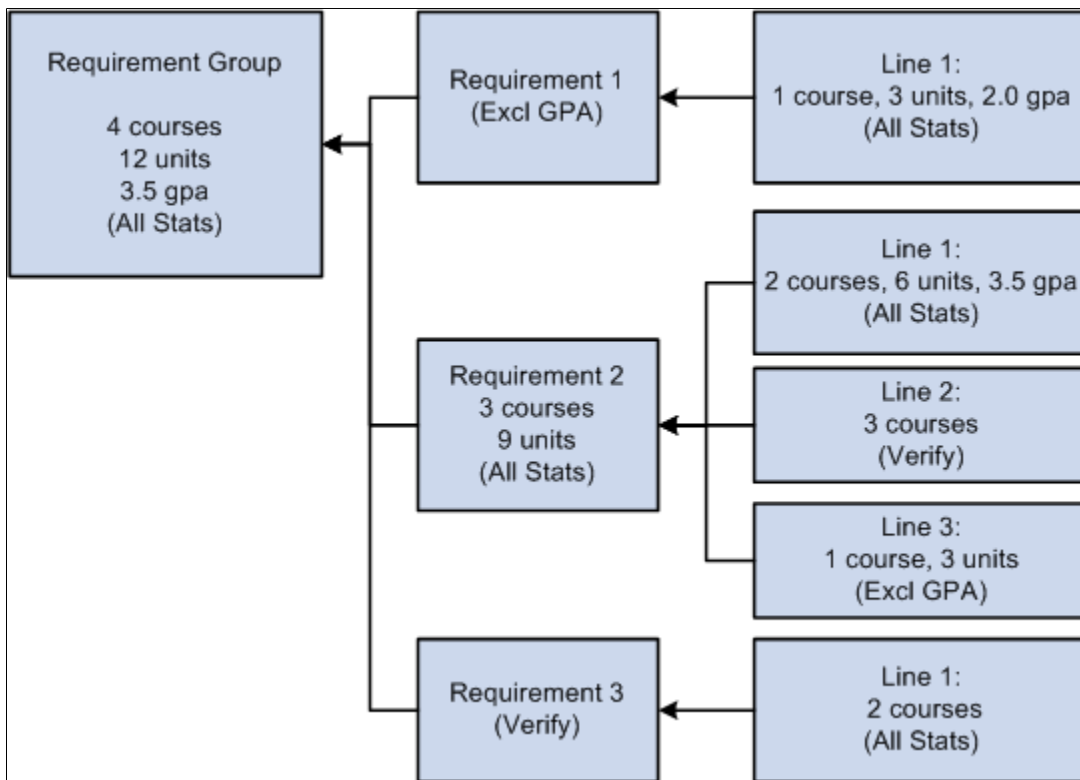 Requirement Group
4 courses
12 units
3.5 gpa
(All Stats)
Requirement 1
(Excl GPA)
Line 1:
1 course, 3 units, 2.0 gpa
(All Stats)
Requirement 2
3 courses
9 units
(All Stats)
Line 1:
2 courses, 6 units, 3.5 gpa
(All Stats)
Line 2:
3 courses
(Verify)
Line 3:
1 course, 3 units
(Excl GPA)
Requirement 3
(Verify)
Line 1:
2 courses
(All Stats)